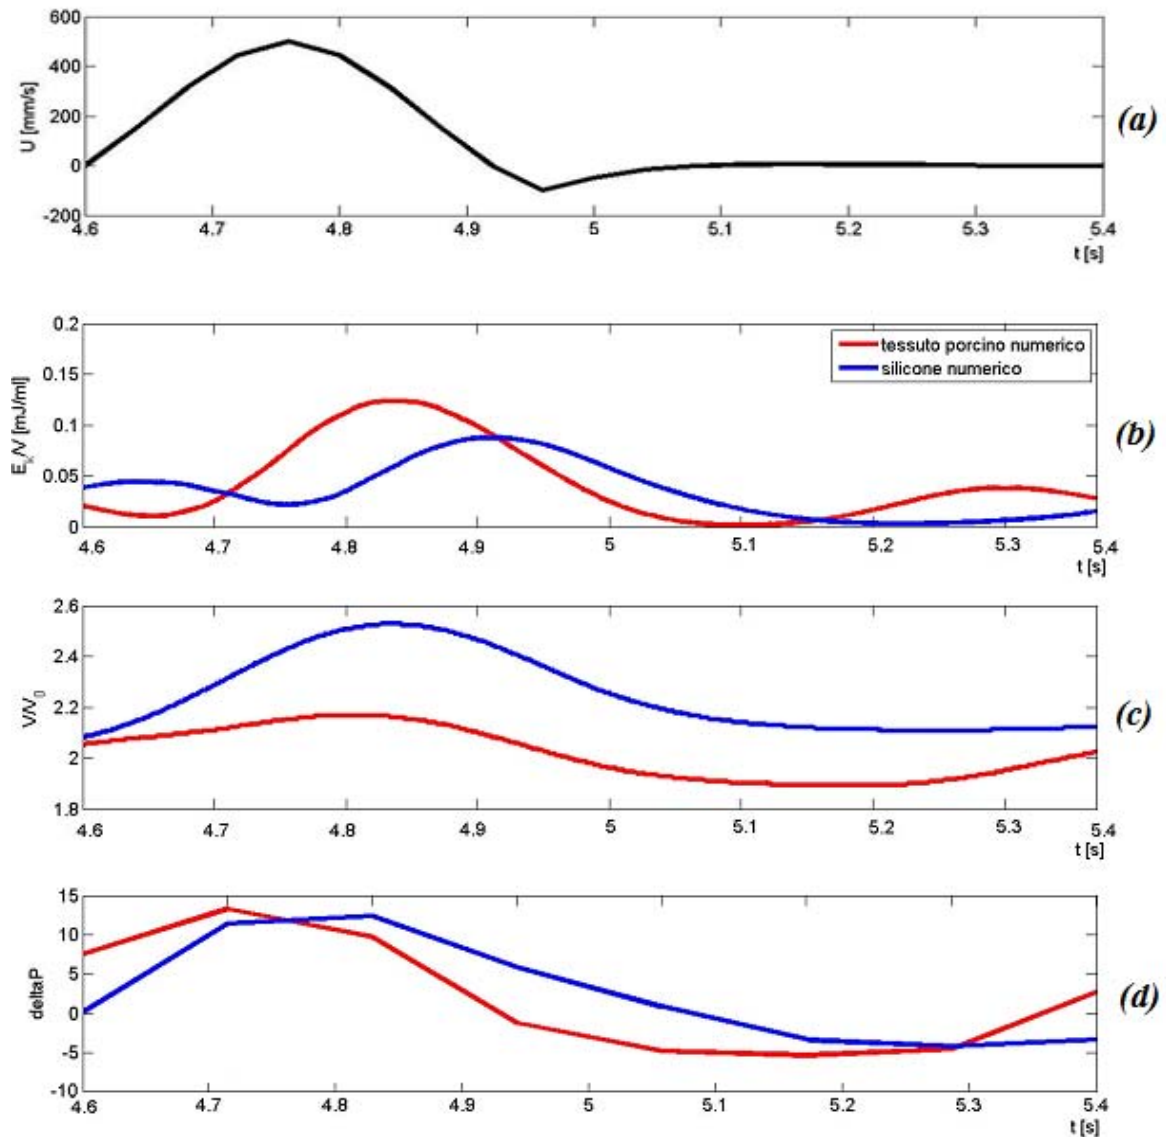 600
400
200
0
-200
U [mm/s]
4.6 4.7 4.8 4.9 5 5.1 5.2 5.3 5.4
t [s]
(a)
0.2
0.15
0.1
0.05
0
E_k/V [mJ/ml]
tessuto porcino numerico
silicone numerico
4.6 4.7 4.8 4.9 5 5.1 5.2 5.3 5.4
t [s]
(b)
2.6
2.4
2.2
2
1.8
V/V_0
4.6 4.7 4.8 4.9 5 5.1 5.2 5.3 5.4
t [s]
(c)
15
10
5
0
-5
-10
deltaP
4.6 4.7 4.8 4.9 5 5.1 5.2 5.3 5.4
t [s]
(d)